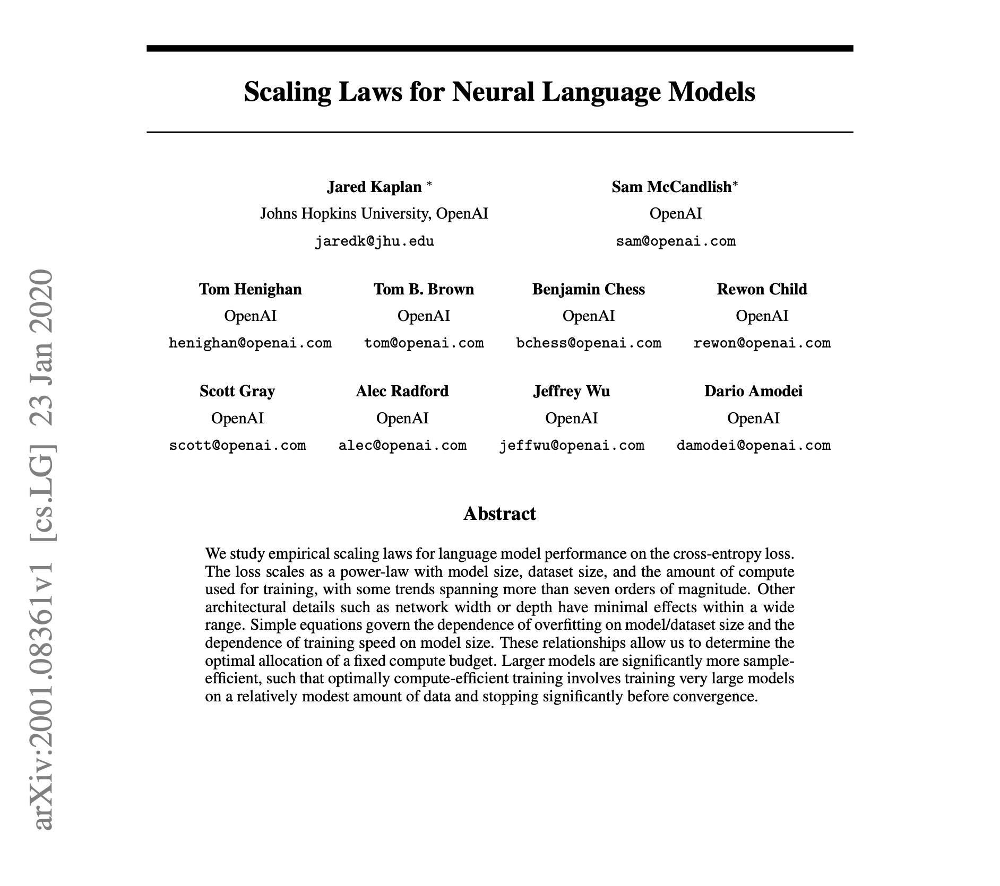 Scaling Laws for Neural Language Models
Jared Kaplan *
Johns Hopkins University, OpenAI
jaredk@jhu.edu
Sam McCandlish*
OpenAI
sam@openai.com
Tom Henighan
OpenAI
henighan@openai.com
Tom B. Brown
OpenAI
tom@openai.com
Benjamin Chess
OpenAI
bchess@openai.com
Rewon Child
OpenAI
rewon@openai.com
Scott Gray
OpenAI
scott@openai.com
Alec Radford
OpenAI
alec@openai.com
Jeffrey Wu
OpenAI
jeffwu@openai.com
Dario Amodei
OpenAI
damodei@openai.com
Abstract
We study empirical scaling laws for language model performance on the cross-entropy loss.
The loss scales as a power-law with model size, dataset size, and the amount of compute
used for training, with some trends spanning more than seven orders of magnitude. Other
architectural details such as network width or depth have minimal effects within a wide
range. Simple equations govern the dependence of overfitting on model/dataset size and the
dependence of training speed on model size. These relationships allow us to determine the
optimal allocation of a fixed compute budget. Larger models are significantly more sample-
efficient, such that optimally compute-efficient training involves training very large models
on a relatively modest amount of data and stopping significantly before convergence.
arXiv:2001.08361v1 [cs.LG] 23 Jan 2020